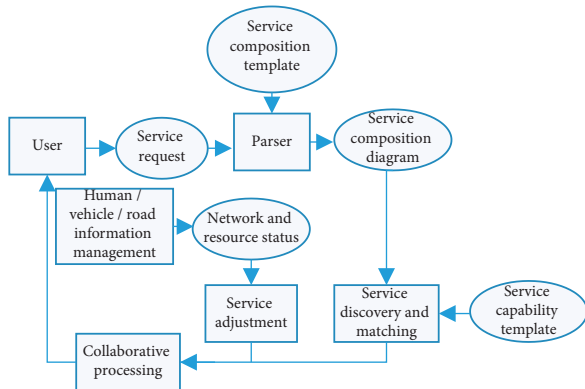 Service
composition
template
User
Service
request
Parser
Service
composition
diagram
Human /
vehicle / road
information
management
Network and
resource status
Service
adjustment
Service
discovery and
matching
Service
capability
template
Collaborative
processing